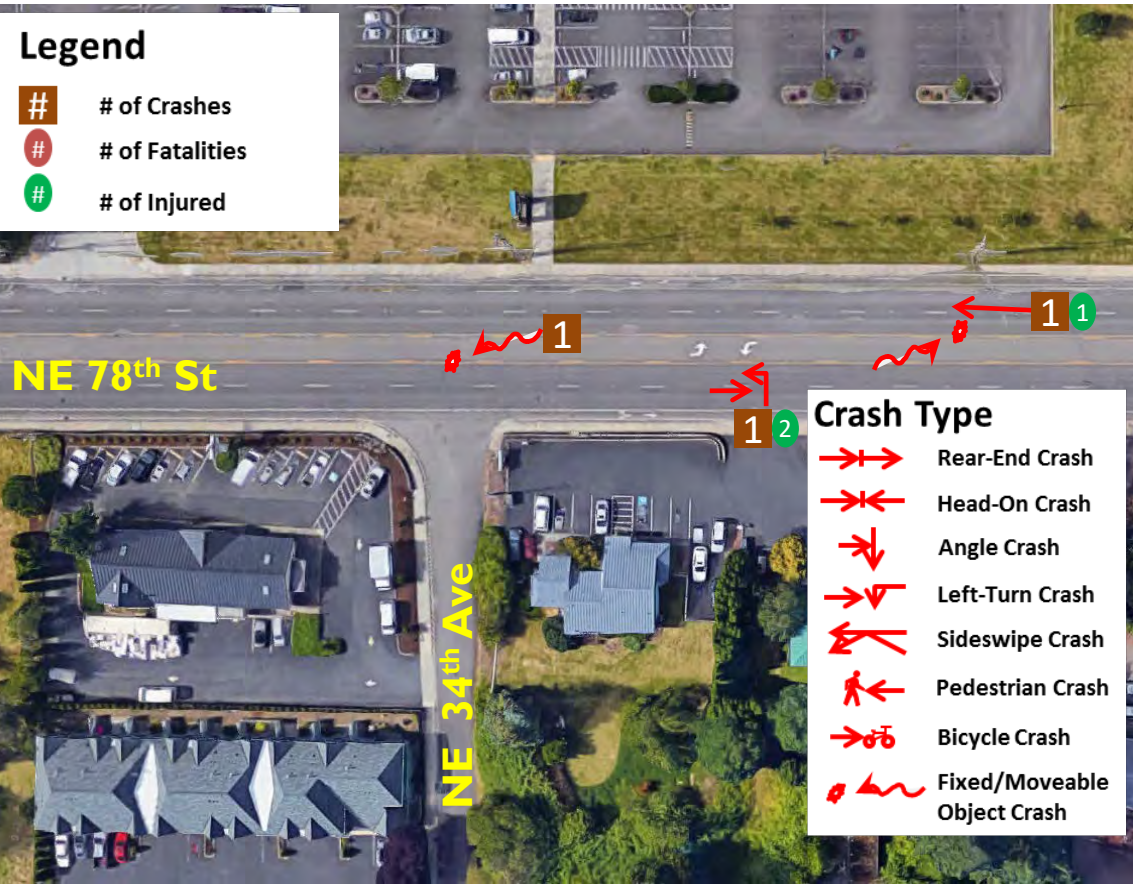 Legend
# # of Crashes
# # of Fatalities
# # of Injured
1 1
1
NE 78th St
1 2
NE 34th Ave
Crash Type
Rear-End Crash
Head-On Crash
Angle Crash
Left-Turn Crash
Sideswipe Crash
Pedestrian Crash
Bicycle Crash
Fixed/Moveable
Object Crash